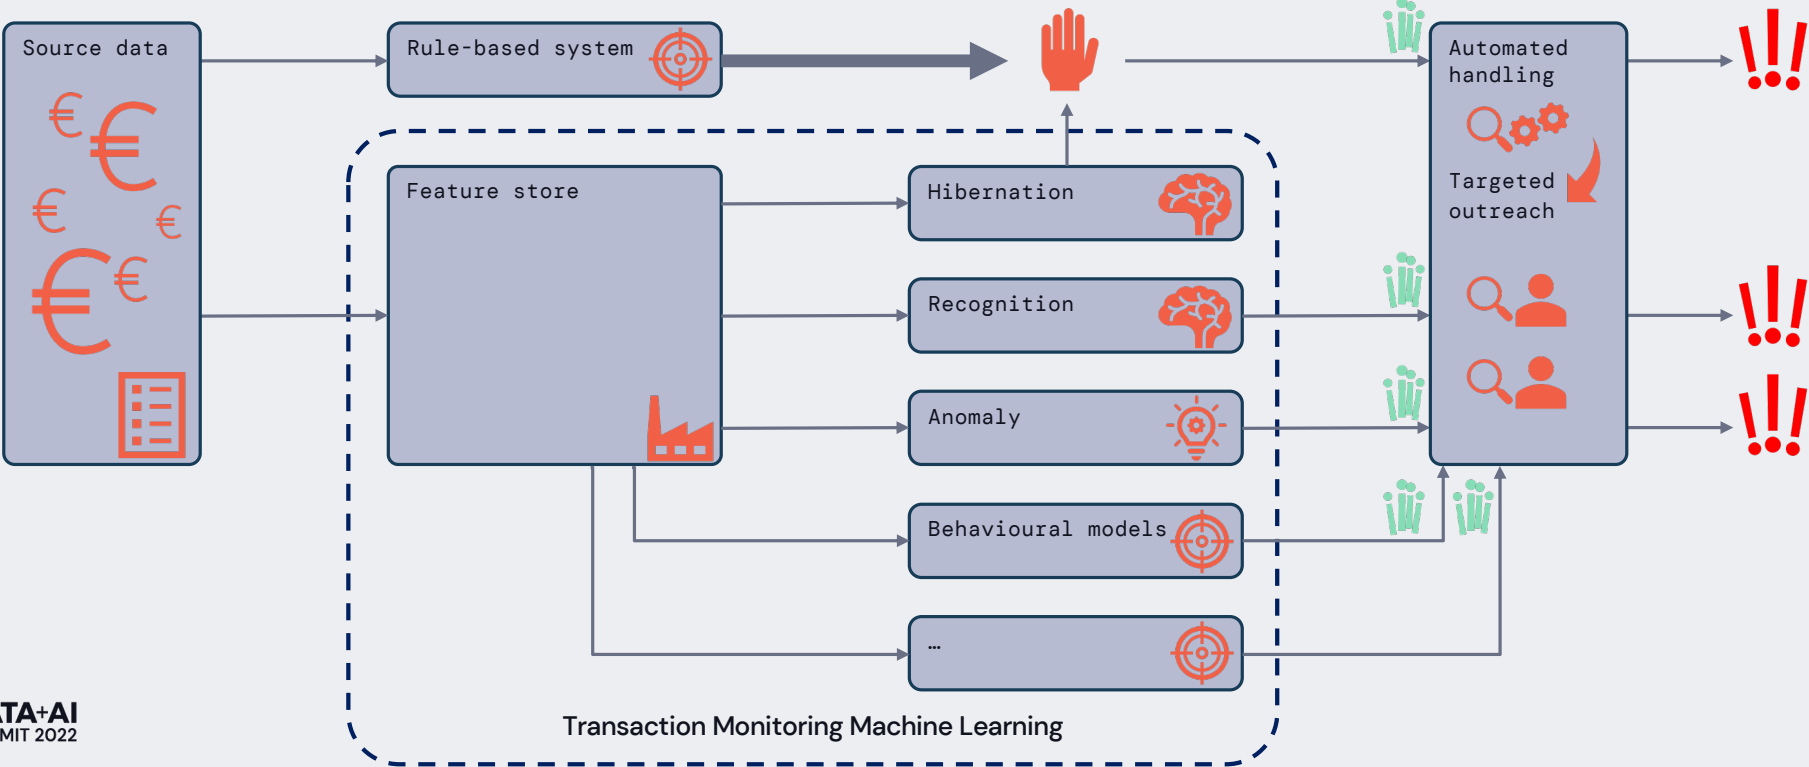 Source data
Rule-based system
Automated
handling
Feature store
Hibernation
Targeted
outreach
Recognition
Anomaly
Behavioural models
…
Transaction Monitoring Machine Learning
TA+AI
MIT 2022